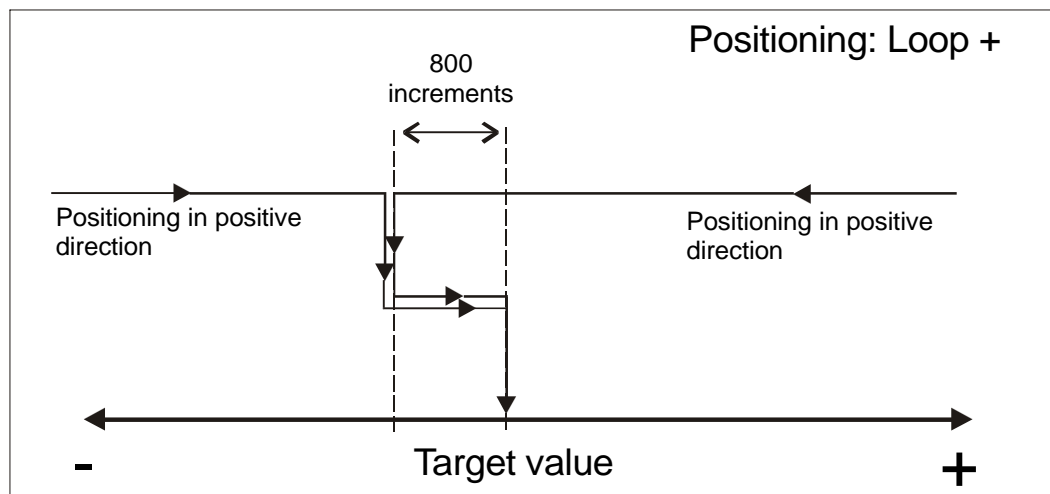 Positioning: Loop +
800
increments
Positioning in positive
direction
Positioning in positive
direction
- Target value +